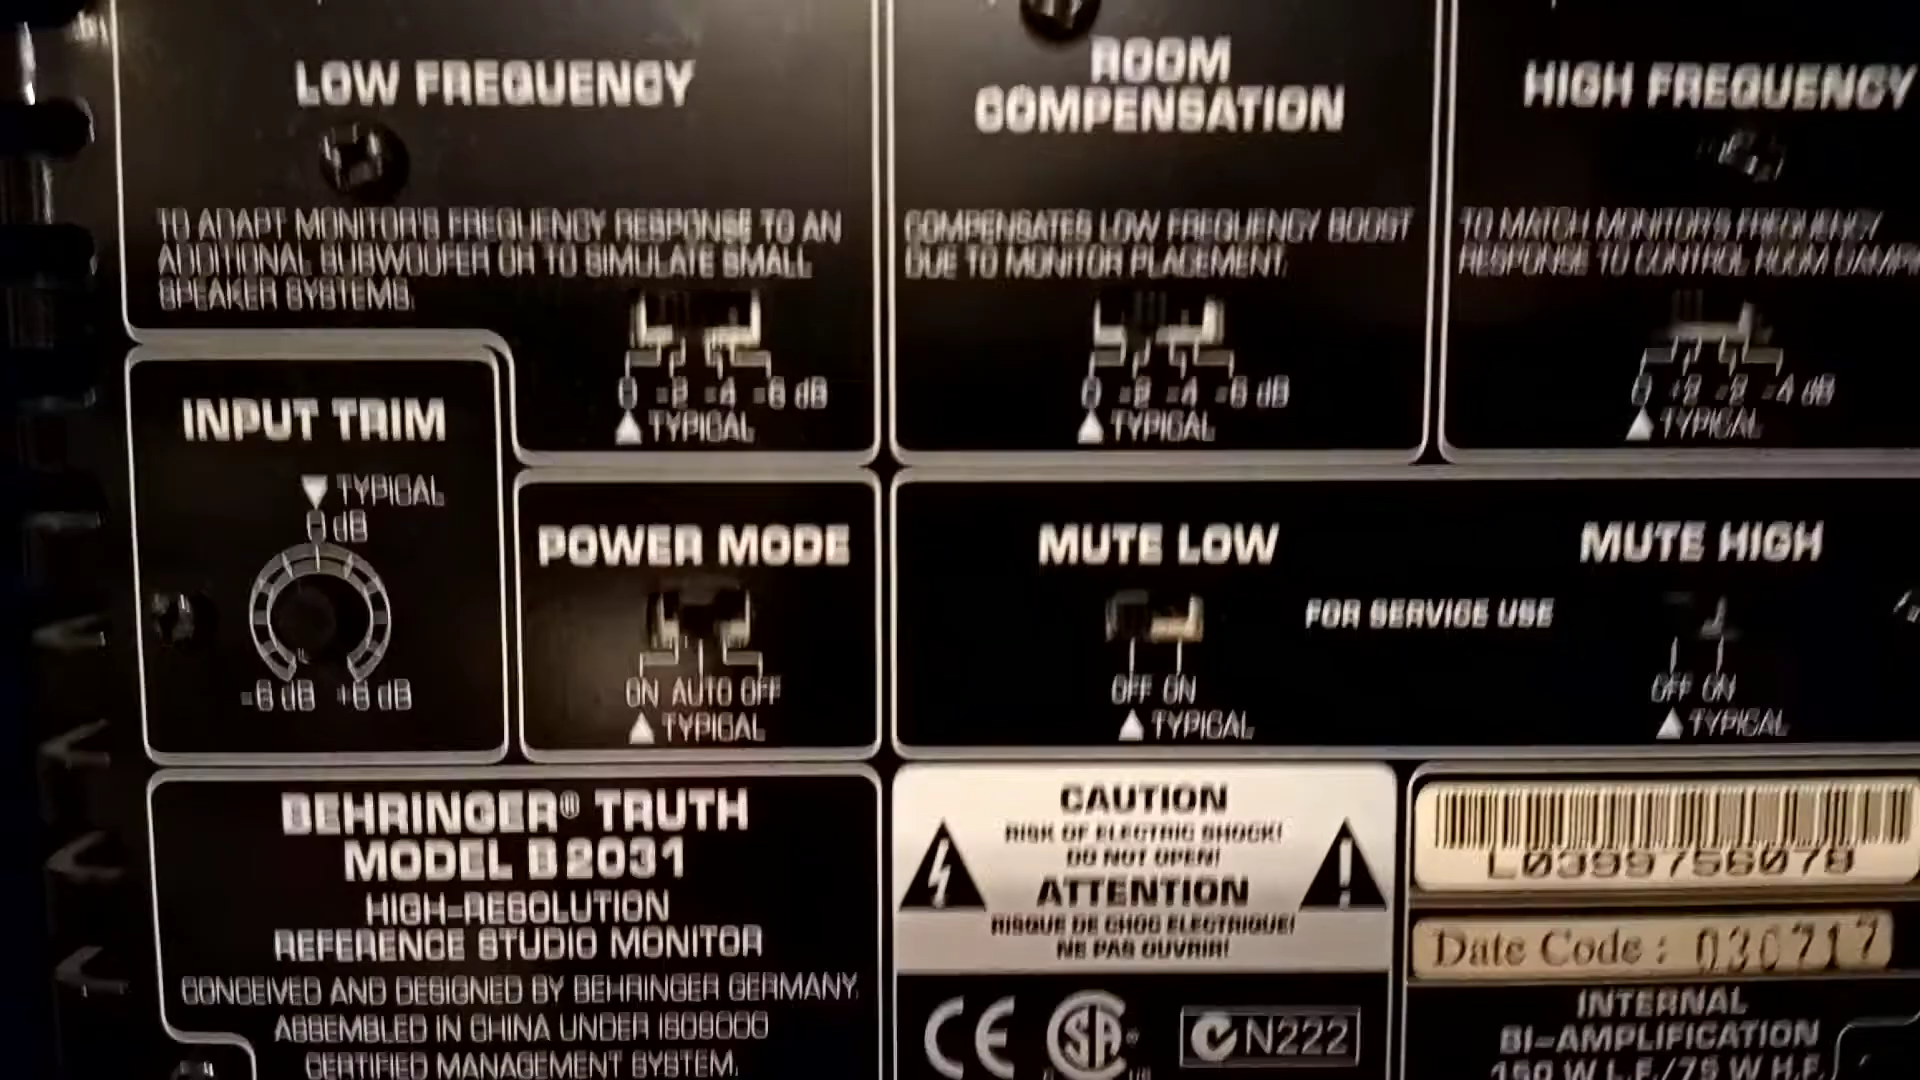 LOW FREQUENCY
TO ADAPT MONITOR'S FREQUENCY RESPONSE TO AN
ADDITIONAL SUBWOOFER OR TO SIMULATE SMALL
SPEAKER SYSTEMS.
0 -2 -4 -6 dB
TYPICAL
ROOM
COMPENSATION
COMPENSATES LOW FREQUENCY BOOST
DUE TO MONITOR PLACEMENT.
0 -2 -4 -6 dB
TYPICAL
HIGH FREQUENCY
TO MATCH MONITOR'S FREQUENCY
RESPONSE TO CONTROL ROOM
0 +2 -2 -4 dB
TYPICAL
INPUT TRIM
TYPICAL
0 dB
-6 dB +6 dB
POWER MODE
ON AUTO OFF
TYPICAL
MUTE LOW
OFF ON
TYPICAL
FOR SERVICE USE
MUTE HIGH
OFF ON
TYPICAL
BEHRINGER® TRUTH
MODEL B2031
HIGH-RESOLUTION
REFERENCE STUDIO MONITOR
CONCEIVED AND DESIGNED BY BEHRINGER GERMANY.
ASSEMBLED IN CHINA UNDER ISO9000
CERTIFIED MANAGEMENT SYSTEM.
CAUTION
RISK OF ELECTRIC SHOCK!
DO NOT OPEN!
ATTENTION
RISQUE DE CHOC ELECTRIQUE!
NE PAS OUVRIR!
CE
N222
L0399756078
Date Code : 030717
INTERNAL
BI-AMPLIFICATION
150 W L.F./75 W H.F.